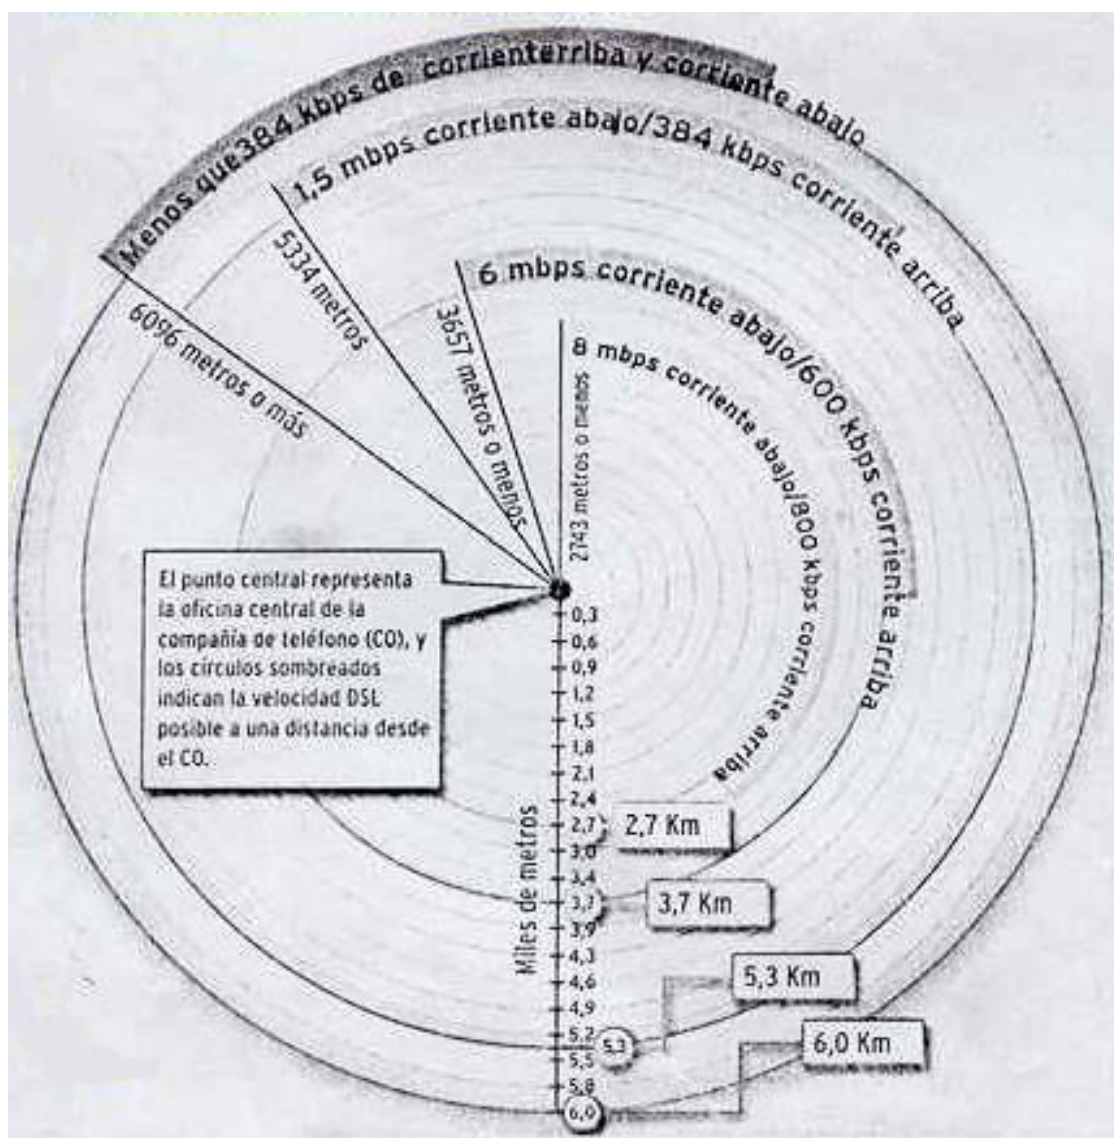 Menos que 384 kbps de corrienterriba y corriente abajo
1,5 mbps corriente abajo/384 kbps corriente arriba
6 mbps corriente abajo/600 kbps corriente arriba
8 mbps corriente abajo/800 kbps corriente arriba
6096 metros o más
5334 metros
3657 metros o menos
2743 metros o menos
El punto central representa
la oficina central de la
compañía de teléfono (CO), y
los círculos sombreados
indican la velocidad DSL
posible a una distancia desde
el CO.
Miles de metros
0,3
0,6
0,9
1,2
1,5
1,8
2,1
2,4
2,7
3,0
3,4
3,7
3,9
4,3
4,6
4,9
5,2
5,5
5,8
6,0
5,3
2,7 Km
3,7 Km
5,3 Km
6,0 Km